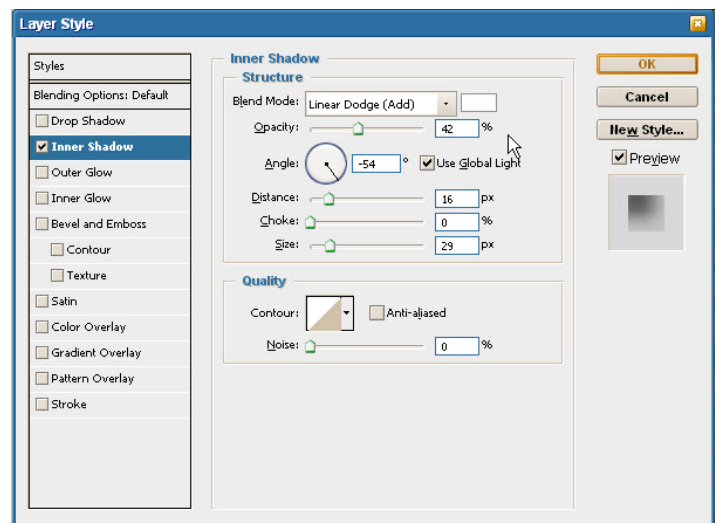 Layer Style
Styles
Blending Options: Default
Drop Shadow
Inner Shadow
Outer Glow
Inner Glow
Bevel and Emboss
Contour
Texture
Satin
Color Overlay
Gradient Overlay
Pattern Overlay
Stroke
Inner Shadow
Structure
Blend Mode: Linear Dodge (Add)
Opacity: 42 %
Angle: -54 ° Use Global Light
Distance: 16 px
Choke: 0 %
Size: 29 px
Quality
Contour: Anti-aliased
Noise: 0 %
OK
Cancel
New Style...
Preview